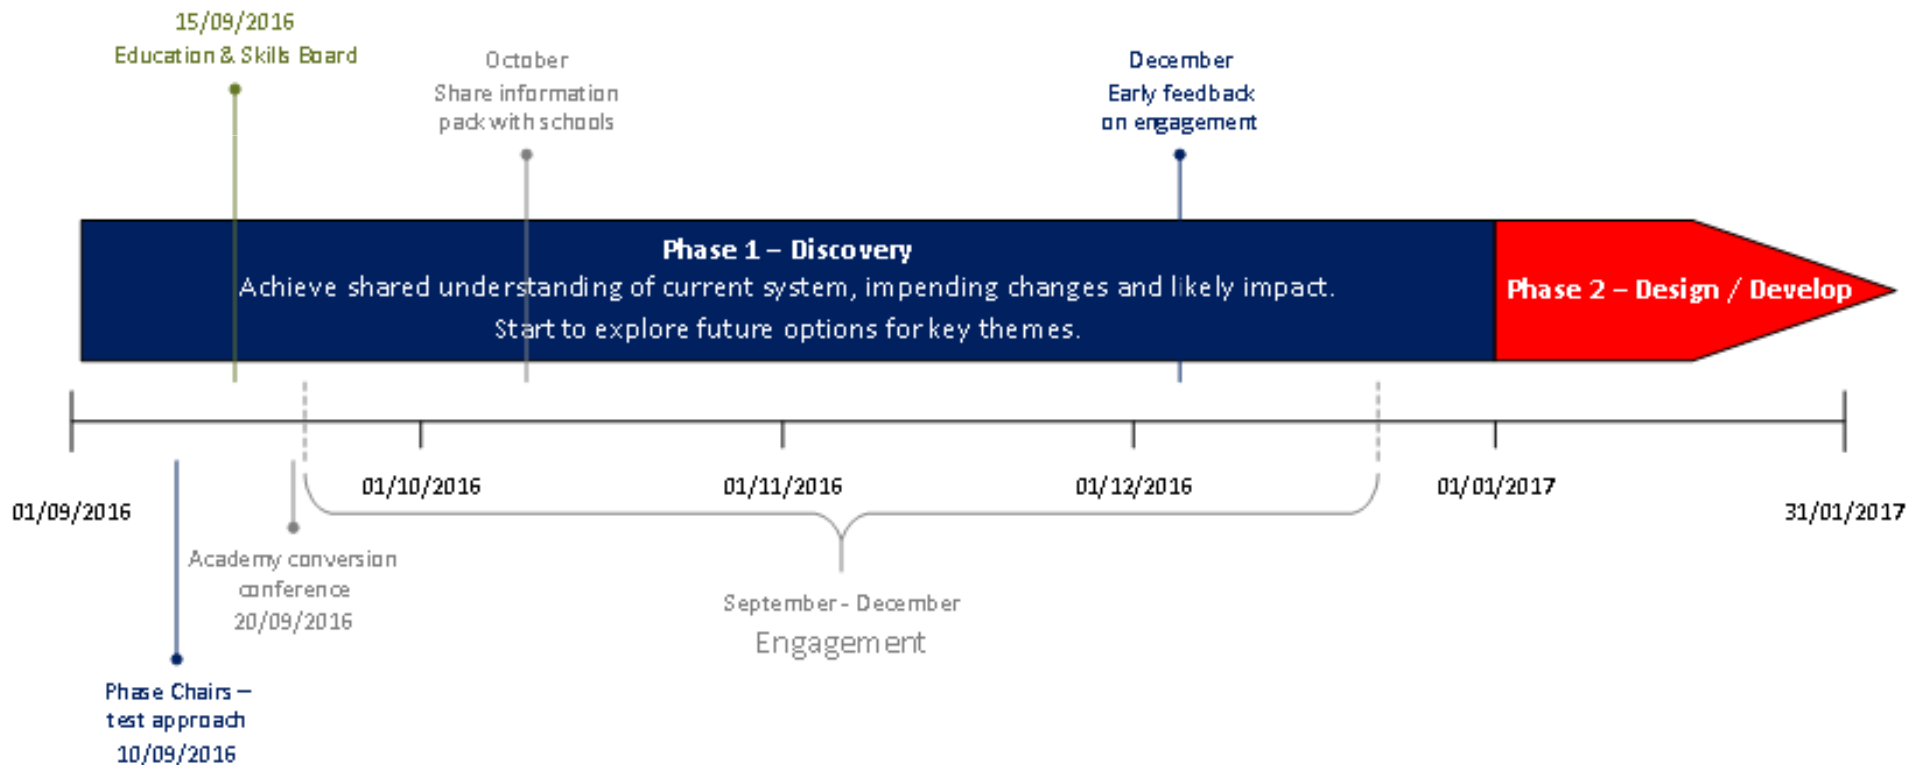 15/09/2016
Education & Skills Board
October
Share information
pack with schools
December
Early feedback
on engagement
Phase 1 – Discovery
Achieve shared understanding of current system, impending changes and likely impact.
Start to explore future options for key themes.
Phase 2 – Design / Develop
01/09/2016
01/10/2016
01/11/2016
01/12/2016
01/01/2017
31/01/2017
Academy conversion
conference
20/09/2016
September - December
Engagement
Phase Chairs –
test approach
10/09/2016